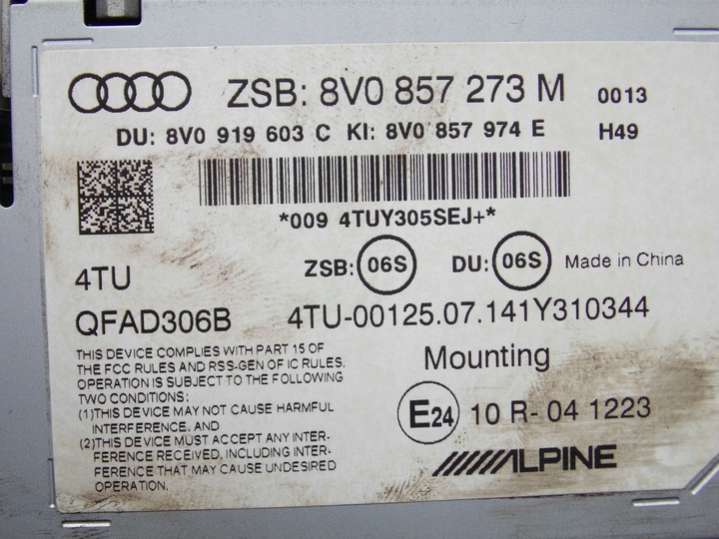 ZSB: 8V0 857 273 M 0013
DU: 8V0 919 603 C KI: 8V0 857 974 E H49
*009 4TUY305SEJ+*
ZSB: 06S DU: 06S Made in China
4TU
QFAD306B 4TU-00125.07.141Y310344
THIS DEVICE COMPLIES WITH PART 15 OF
THE FCC RULES AND RSS-GEN OF IC RULES.
OPERATION IS SUBJECT TO THE FOLLOWING
TWO CONDITIONS:
(1)THIS DEVICE MAY NOT CAUSE HARMFUL
INTERFERENCE, AND
(2)THIS DEVICE MUST ACCEPT ANY INTER-
FERENCE RECEIVED, INCLUDING INTER-
FERENCE THAT MAY CAUSE UNDESIRED
OPERATION.
Mounting
E24 10 R- 04 1223
ALPINE